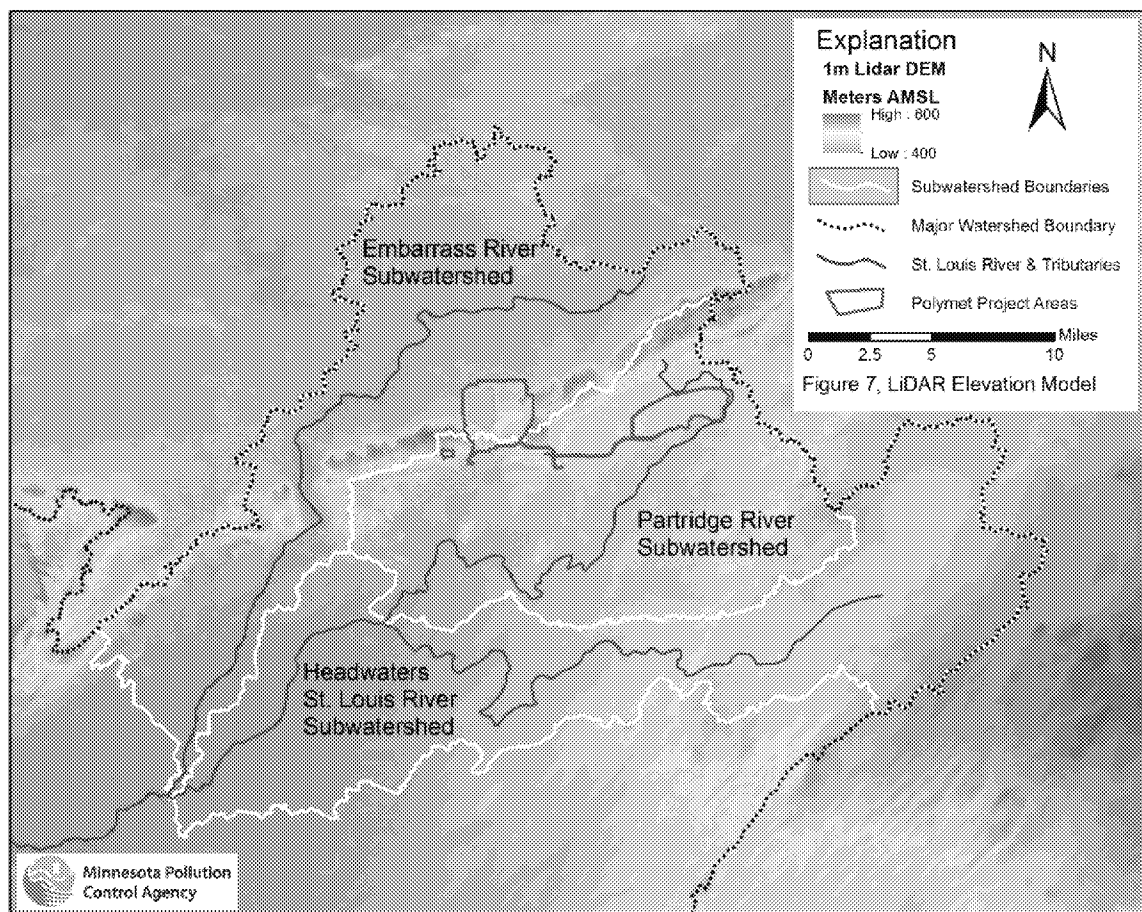 Explanation
1m Lidar DEM
Meters AMSL
High : 600
Low : 400
N
Subwatershed Boundaries
Major Watershed Boundary
St. Louis River & Tributaries
Polymet Project Areas
Miles
0 2.5 5 10
Figure 7, LiDAR Elevation Model
Embarrass River
Subwatershed
Partridge River
Subwatershed
Headwaters
St. Louis River
Subwatershed
Minnesota Pollution
Control Agency